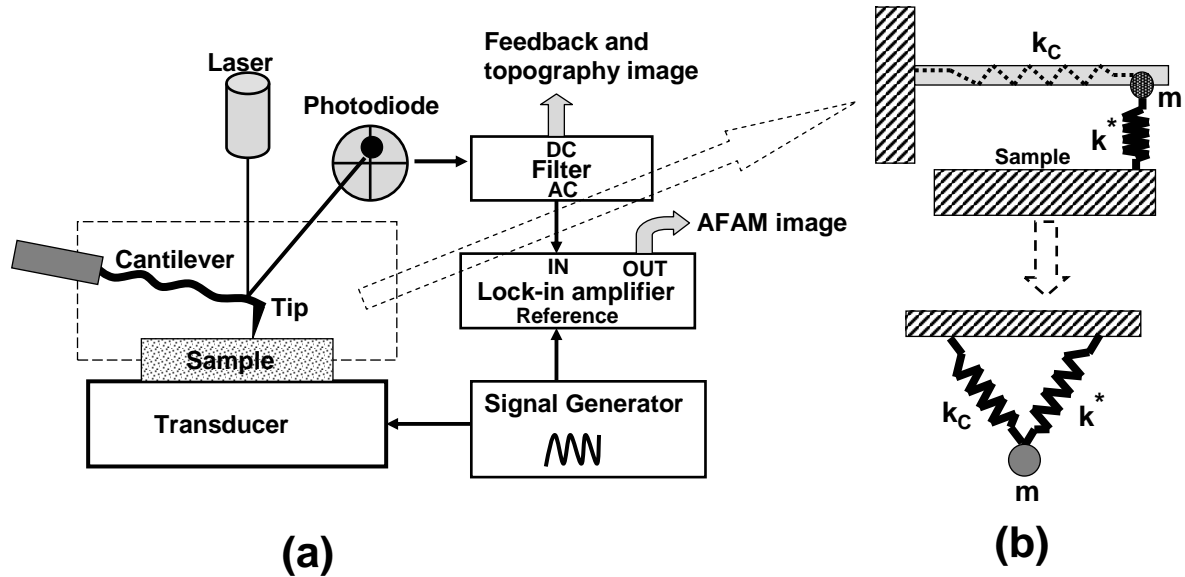 Feedback and
topography image
Laser
Photodiode
DC
Filter
AC
AFAM image
Cantilever
Tip
IN OUT
Lock-in amplifier
Reference
Sample
Transducer
Signal Generator
(a)
k_C
m
k*
Sample
k_C k*
m
(b)